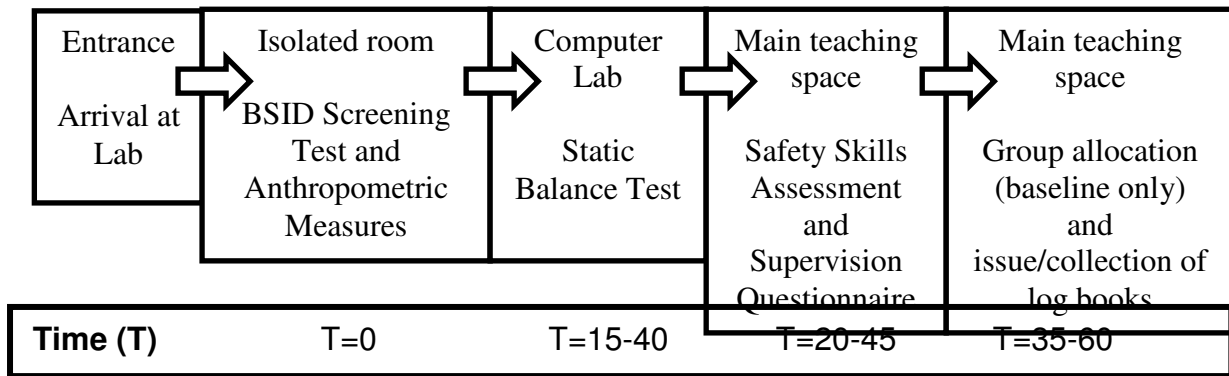 Entrance
Arrival at
Lab
Isolated room
BSID Screening
Test and
Anthropometric
Measures
Computer
Lab
Static
Balance Test
Main teaching
space
Safety Skills
Assessment
and
Supervision
Questionnaire
Main teaching
space
Group allocation
(baseline only)
and
issue/collection of
log books
Time (T) T=0 T=15-40 T=20-45 T=35-60